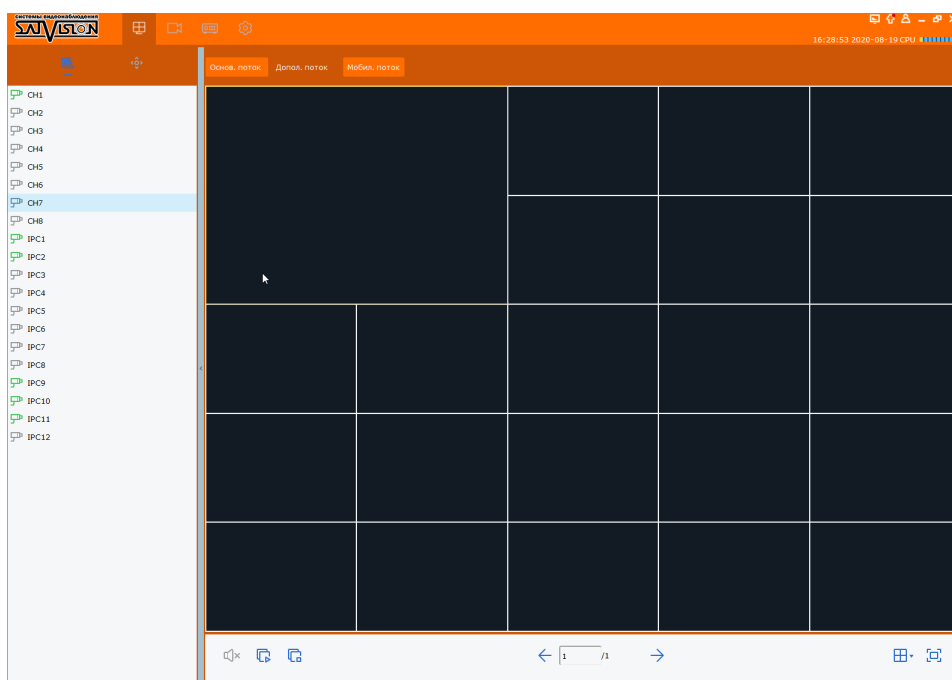 системы видеонаблюдения
SATVISION
16:28:53 2020-08-19 CPU
Основ. поток Допол. поток Мобил. поток
CH1
CH2
CH3
CH4
CH5
CH6
CH7
CH8
IPC1
IPC2
IPC3
IPC4
IPC5
IPC6
IPC7
IPC8
IPC9
IPC10
IPC11
IPC12
1 /1